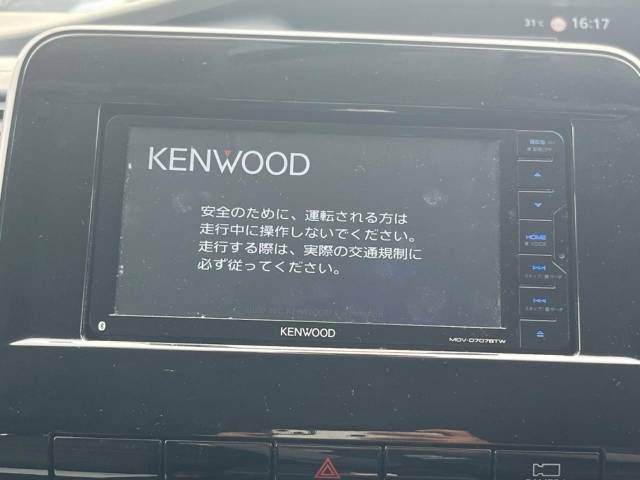 31℃ 16:17
KENWOOD
安全のために、運転される方は
走行中に操作しないでください。
走行する際は、実際の交通規制に
必ず従ってください。
HOME
VOICE
KENWOOD
MDV-D707BTW